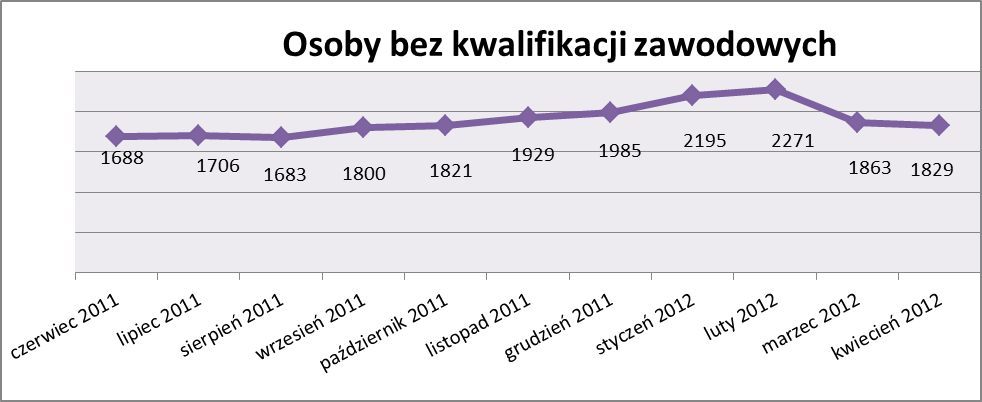 Osoby bez kwalifikacji zawodowych
1688
1706
1683
1800
1821
1929
1985
2195
2271
1863
1829
czerwiec 2011
lipiec 2011
sierpień 2011
wrzesień 2011
październik 2011
listopad 2011
grudzień 2011
styczeń 2012
luty 2012
marzec 2012
kwiecień 2012